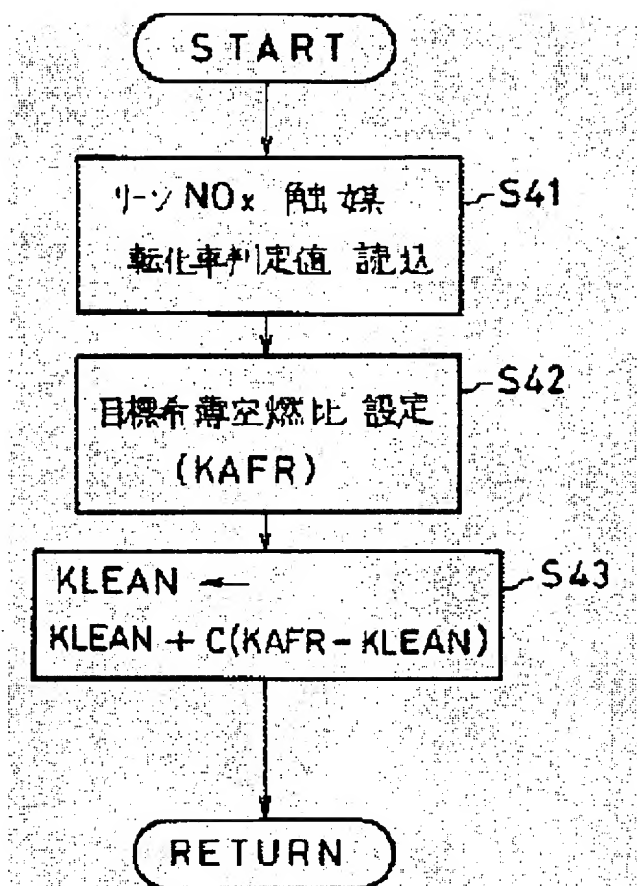 START
リーンNOx 触媒
転化率判定値 読込
S41
目標希薄空燃比 設定
(KAFR)
S42
KLEAN ←
KLEAN + C(KAFR - KLEAN)
S43
RETURN